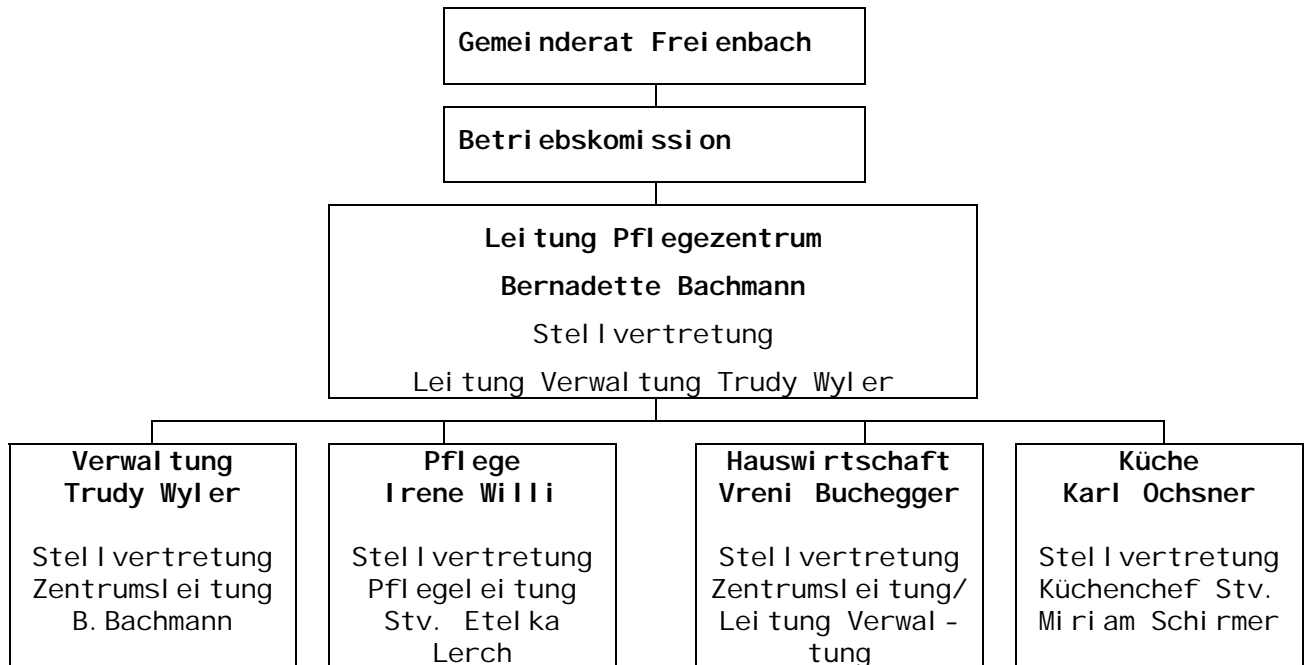 Gemeinderat Freienbach
Betriebskomission
Leitung Pflegezentrum
Bernadette Bachmann
Stellvertretung
Leitung Verwaltung Trudy Wyler
Verwaltung
Trudy Wyler
Stellvertretung
Zentrumsleitung
B.Bachmann
Pflege
Irene Willi
Stellvertretung
Pflegeleitung
Stv. Etelka
Lerch
Hauswirtschaft
Vreni Buchegger
Stellvertretung
Zentrumsleitung/
Leitung Verwal-
tung
Küche
Karl Ochsner
Stellvertretung
Küchenchef Stv.
Miriam Schirmer